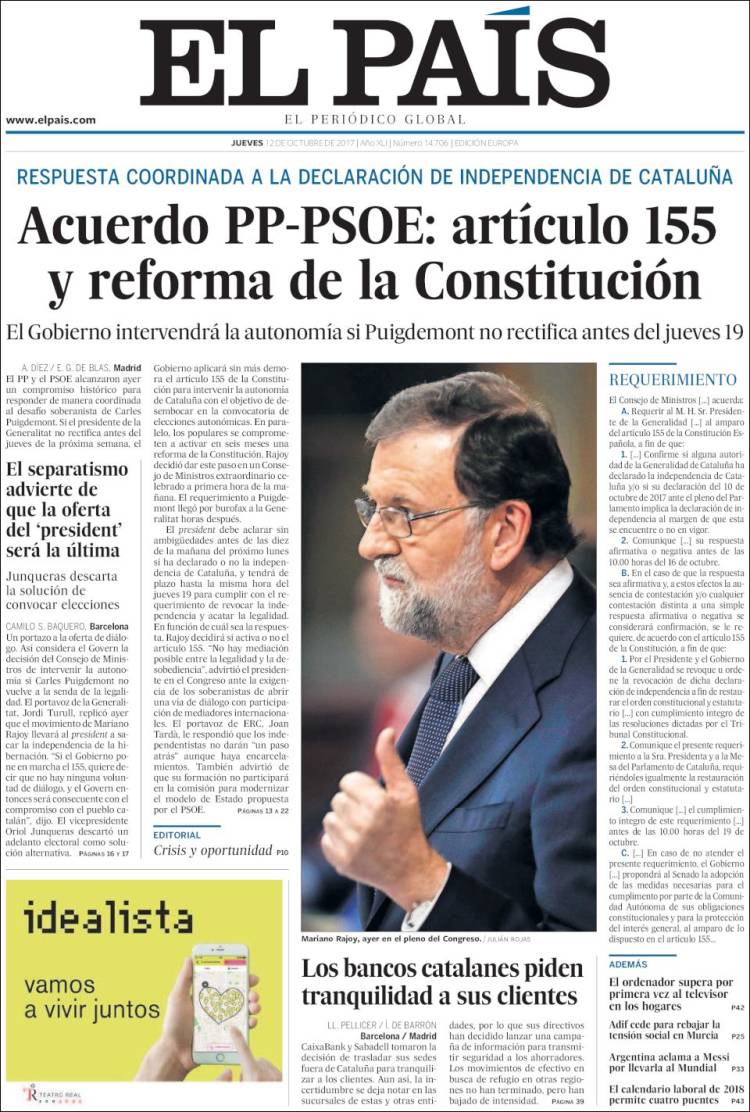 EL PAÍS
www.elpais.com
EL PERIÓDICO GLOBAL
JUEVES 12 DE OCTUBRE DE 2017 | Año XLI | Número 14.706 | EDICIÓN EUROPA
RESPUESTA COORDINADA A LA DECLARACIÓN DE INDEPENDENCIA DE CATALUÑA
Acuerdo PP-PSOE: artículo 155
y reforma de la Constitución
El Gobierno intervendrá la autonomía si Puigdemont no rectifica antes del jueves 19
A. DÍEZ / E. G. DE BLAS, Madrid
El PP y el PSOE alcanzaron ayer
un compromiso histórico para
responder de manera coordinada
al desafío soberanista de Carles
Puigdemont. Si el presidente de la
Generalitat no rectifica antes del
jueves de la próxima semana, el
Gobierno aplicará sin más demo-
ra el artículo 155 de la Constitu-
ción para intervenir la autonomía
de Cataluña con el objetivo de de-
sembocar en la convocatoria de
elecciones autonómicas. En para-
lelo, los populares se comprome-
ten a activar en seis meses una
reforma de la Constitución. Rajoy
decidió dar este paso en un Conse-
jo de Ministros extraordinario ce-
lebrado a primera hora de la ma-
ñana. El requerimiento a Puigde-
mont llegó por burofax a la Gene-
ralitat horas después.
El president debe aclarar sin
ambigüedades antes de las diez
de la mañana del próximo lunes
si ha declarado o no la indepen-
dencia de Cataluña, y tendrá de
plazo hasta la misma hora del
jueves 19 para cumplir con el re-
querimiento de revocar la inde-
pendencia y acatar la legalidad.
En función de cuál sea la respues-
ta, Rajoy decidirá si activa o no el
artículo 155. “No hay mediación
posible entre la legalidad y la de-
sobediencia”, advirtió el presiden-
te en el Congreso ante la exigencia
de los soberanistas de abrir
una vía de diálogo con participa-
ción de mediadores internaciona-
les. El portavoz de ERC, Joan
Tardà, le respondió que los inde-
pendentistas no darán “un paso
atrás” aunque haya encarcela-
mientos. También advirtió de
que su formación no participará
en la comisión para modernizar
el modelo de Estado propuesta
por el PSOE. PÁGINAS 13 A 22
EDITORIAL
Crisis y oportunidad P10
El separatismo
advierte de
que la oferta
del ‘president’
será la última
Junqueras descarta
la solución de
convocar elecciones
CAMILO S. BAQUERO, Barcelona
Un portazo a la oferta de diálo-
go. Así considera el Govern la
decisión del Consejo de Minis-
tros de intervenir la autono-
mía si Carles Puigdemont no
vuelve a la senda de la legali-
dad. El portavoz de la Generali-
tat, Jordi Turull, replicó ayer
que el movimiento de Mariano
Rajoy llevará al president a sa-
car la independencia de la hi-
bernación. “Si el Gobierno po-
ne en marcha el 155, quiere de-
cir que no hay ninguna volun-
tad de diálogo, y el Govern en-
tonces será consecuente con el
compromiso con el pueblo ca-
talán”, dijo. El vicepresidente
Oriol Junqueras descartó un
adelanto electoral como solu-
ción alternativa. PÁGINAS 16 Y 17
Mariano Rajoy, ayer en el pleno del Congreso. / JULIÁN ROJAS
REQUERIMIENTO
El Consejo de Ministros [...] acuerda:
A. Requerir al M. H. Sr. Presiden-
te de la Generalidad [...] al amparo
del artículo 155 de la Constitución Es-
pañola, a fin de que:
1. [...] Confirme si alguna autori-
dad de la Generalidad de Cataluña ha
declarado la independencia de Cata-
luña y/o si su declaración del 10 de
octubre de 2017 ante el pleno del Par-
lamento implica la declaración de in-
dependencia al margen de que esta
se encuentre o no en vigor.
2. Comunique [...] su respuesta
afirmativa o negativa antes de las
10.00 horas del 16 de octubre.
B. En el caso de que la respuesta
sea afirmativa y, a estos efectos la au-
sencia de contestación y/o cualquier
contestación distinta a una simple
respuesta afirmativa o negativa se
considerará confirmación, se le re-
quiere, de acuerdo con el artículo 155
de la Constitución, a fin de que:
1. Por el Presidente y el Gobierno
de la Generalidad se revoque u orde-
ne la revocación de dicha declaración
de independencia a fin de restau-
rar el orden constitucional y estatuta-
rio [...] con cumplimiento íntegro de
las resoluciones dictadas por el Tri-
bunal Constitucional.
2. Comunique el presente requeri-
miento a la Sra. Presidenta y a la Me-
sa del Parlamento de Cataluña, requi-
riéndoles igualmente la restauración
del orden constitucional y estatuta-
rio [...]
3. Comunique [...] el cumplimien-
to íntegro de este requerimiento [...]
antes de las 10.00 horas del 19 de
octubre.
C. [...] En caso de no atender el
presente requerimiento, el Gobierno
[...] propondrá al Senado la adopción
de las medidas necesarias para el
cumplimiento por parte de la Comuni-
dad Autónoma de sus obligaciones
constitucionales y para la protección
del interés general, al amparo de lo
dispuesto en el artículo 155...
idealista
vamos
a vivir juntos
TEATRO REAL
Los bancos catalanes piden
tranquilidad a sus clientes
LL. PELLICER / Í. DE BARRÓN
Barcelona / Madrid
CaixaBank y Sabadell tomaron la
decisión de trasladar sus sedes
fuera de Cataluña para tranquili-
zar a los clientes. Aun así, la in-
certidumbre se deja notar en las
sucursales de estas y otras enti-
dades, por lo que sus directivos
han decidido lanzar una campa-
ña de información para transmi-
tir seguridad a los ahorradores.
Los movimientos de efectivo en
busca de refugio en otras regio-
nes no han terminado, pero han
bajado de intensidad. PÁGINA 39
ADEMÁS
El ordenador supera por
primera vez al televisor
en los hogares P42
Adif cede para rebajar la
tensión social en Murcia P25
Argentina aclama a Messi
por llevarla al Mundial P33
El calendario laboral de 2018
permite cuatro puentes P43